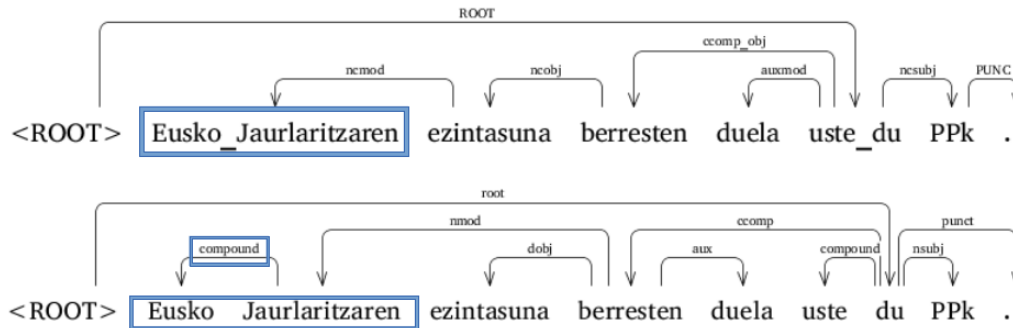 ROOT
ccomp_obj
ncmod ncobj auxmod ncsubj PUNC
<ROOT> Eusko_Jaurlaritzaren ezintasuna berresten duela uste_du PPk .
root
nmod ccomp punct
compound dobj aux compound nsubj
<ROOT> Eusko Jaurlaritzaren ezintasuna berresten duela uste du PPk .